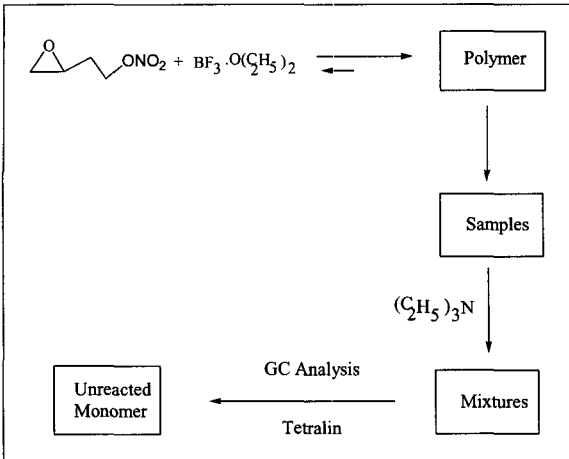 O
ONO2 + BF3 .O(C2H5)2
Polymer
Samples
(C2H5)3N
GC Analysis
Unreacted
Monomer
Mixtures
Tetralin